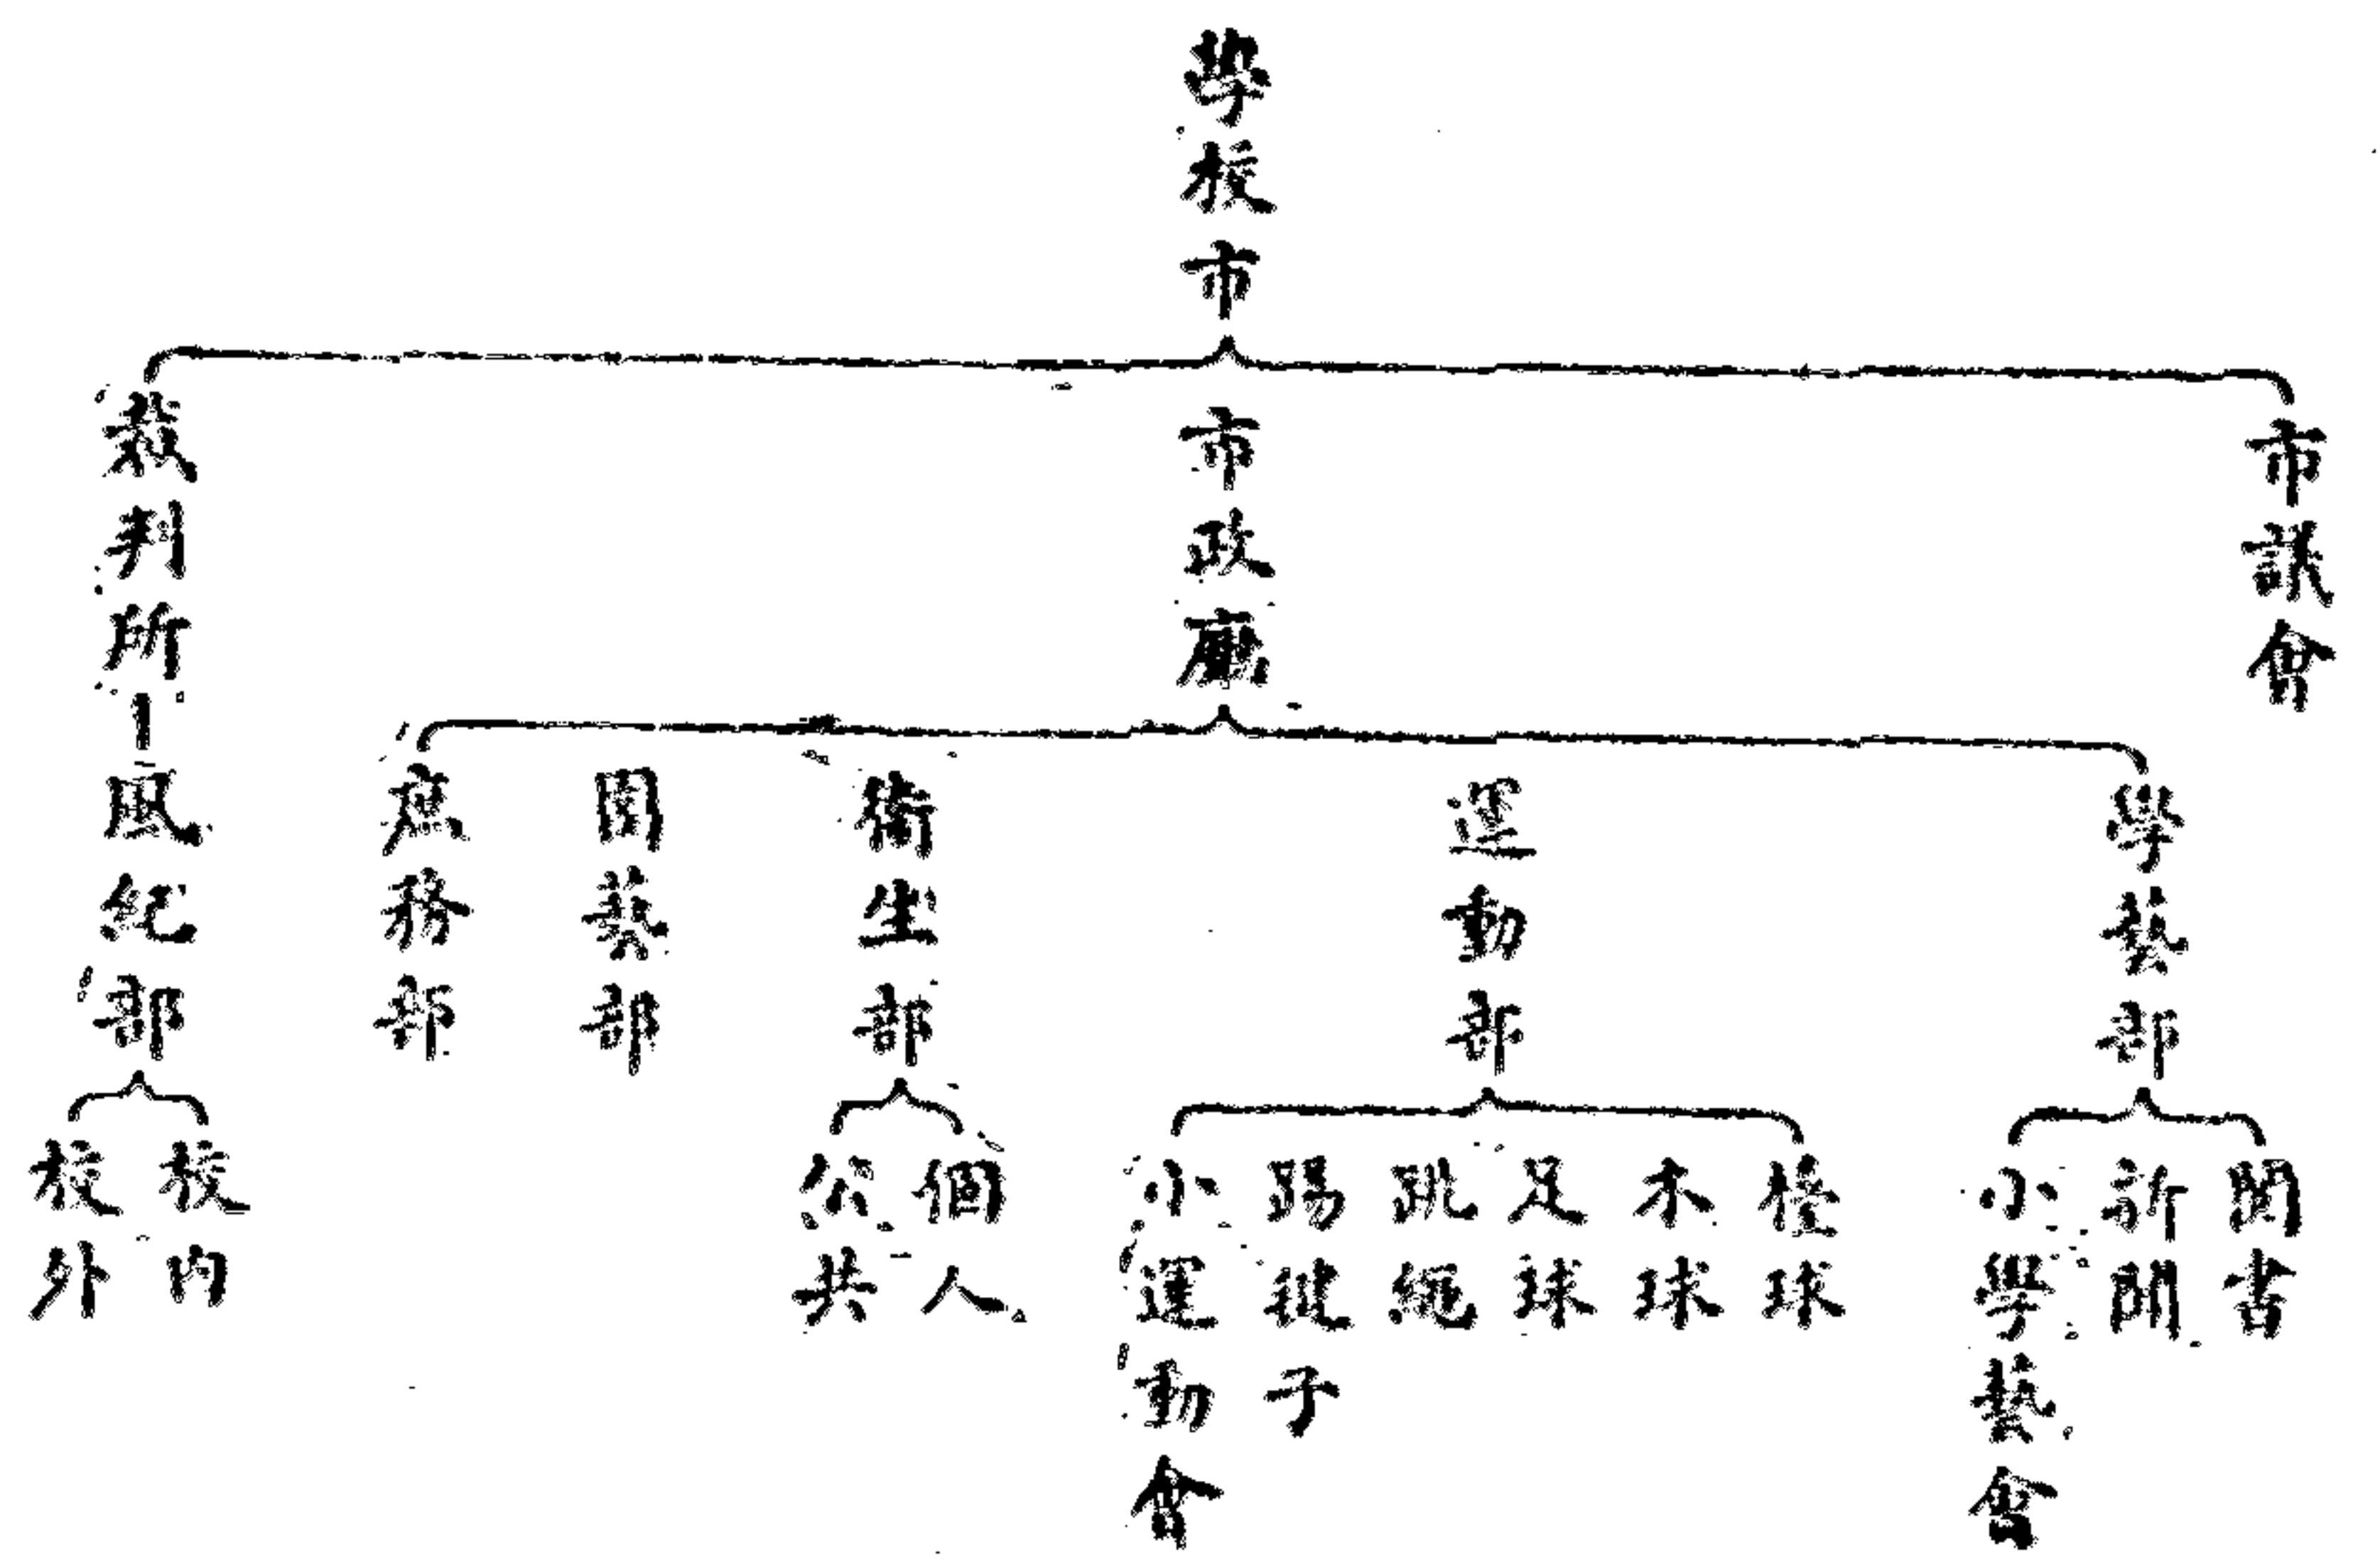 學校市
市議會
市政廳
裁判所
學藝部
運動部
衛生部
園藝部
庶務部
風紀部
閱書
新聞
小學藝會
木球
足球
跳繩
踢毽子
小運動會
個人
公共
校內
校外